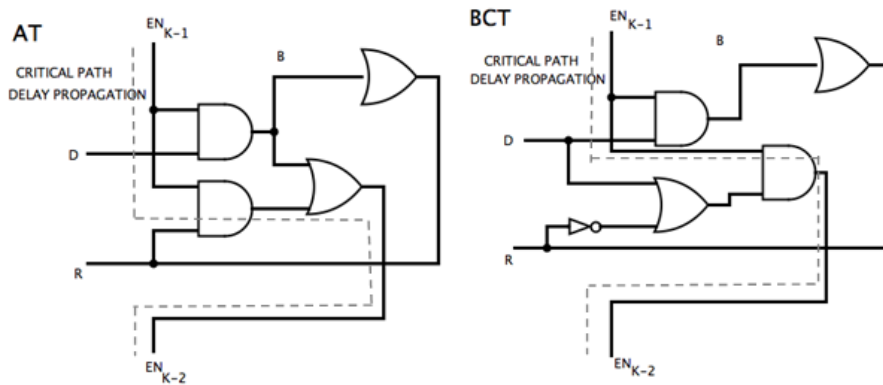 AT
EN K-1
CRITICAL PATH
DELAY PROPAGATION
B
D
R
EN K-2
BCT
EN K-1
CRITICAL PATH
DELAY PROPAGATION
B
D
R
EN K-2